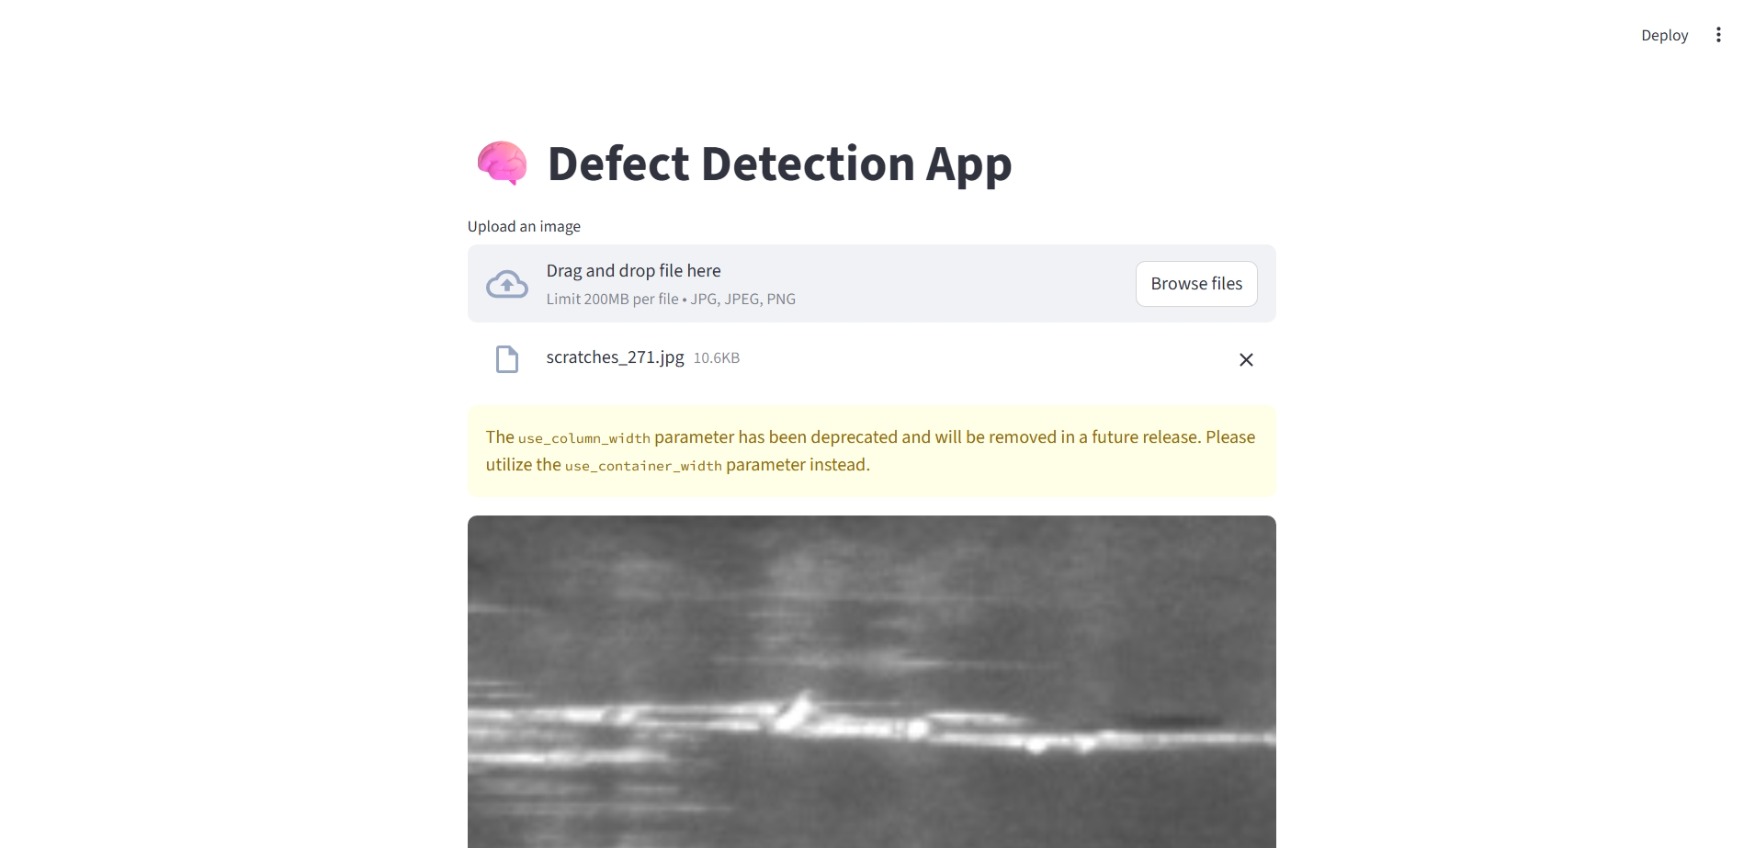 Deploy
Defect Detection App
Upload an image
Drag and drop file here
Limit 200MB per file • JPG, JPEG, PNG
Browse files
scratches_271.jpg 10.6KB
The use_column_width parameter has been deprecated and will be removed in a future release. Please
utilize the use_container_width parameter instead.